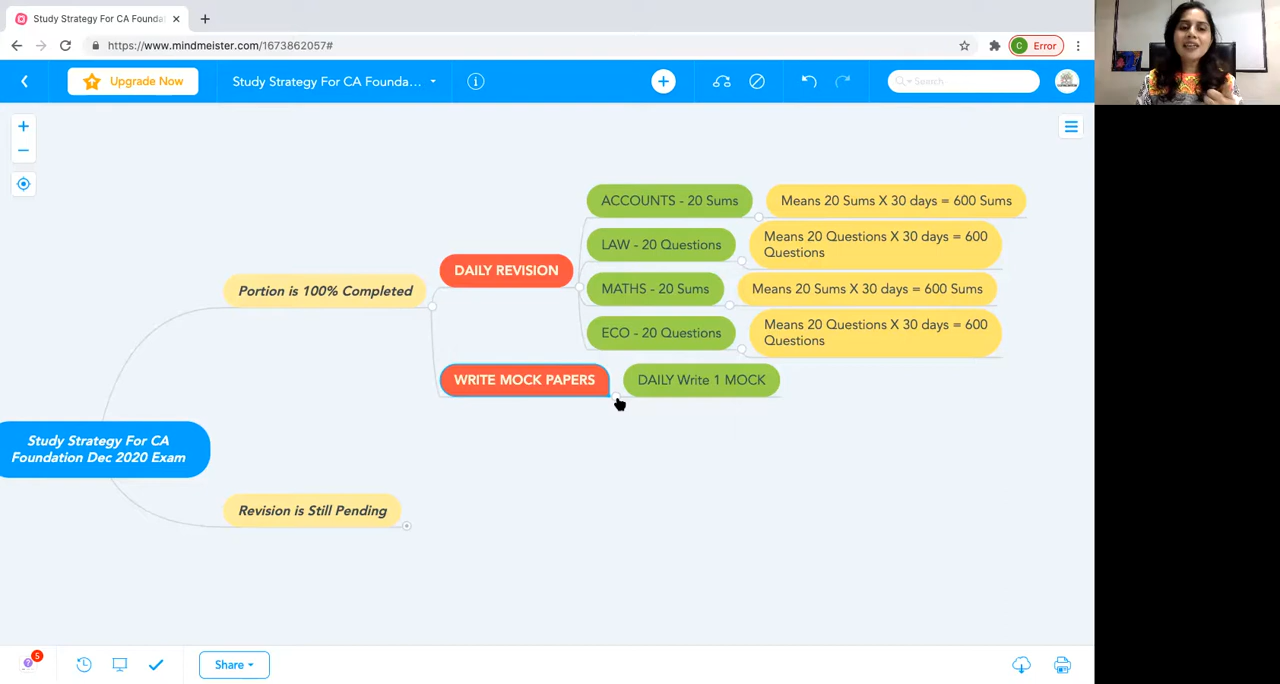 Study Strategy For CA Founda
https://www.mindmeister.com/1673862057#
C Error
Upgrade Now
Study Strategy For CA Founda...
Search
ACCOUNTS - 20 Sums
Means 20 Sums X 30 days = 600 Sums
LAW - 20 Questions
Means 20 Questions X 30 days = 600
Questions
DAILY REVISION
Portion is 100% Completed
MATHS - 20 Sums
Means 20 Sums X 30 days = 600 Sums
ECO - 20 Questions
Means 20 Questions X 30 days = 600
Questions
WRITE MOCK PAPERS
DAILY Write 1 MOCK
Study Strategy For CA
Foundation Dec 2020 Exam
Revision is Still Pending
5
Share